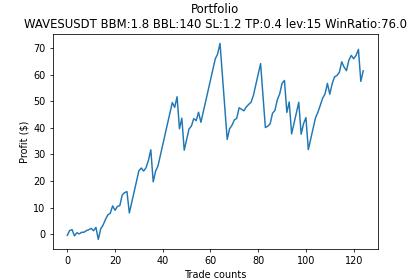 Portfolio
WAVESUSDT BBM:1.8 BBL:140 SL:1.2 TP:0.4 lev:15 WinRatio:76.0
70
60
50
40
30
20
10
0
Profit ($)
0 20 40 60 80 100 120
Trade counts